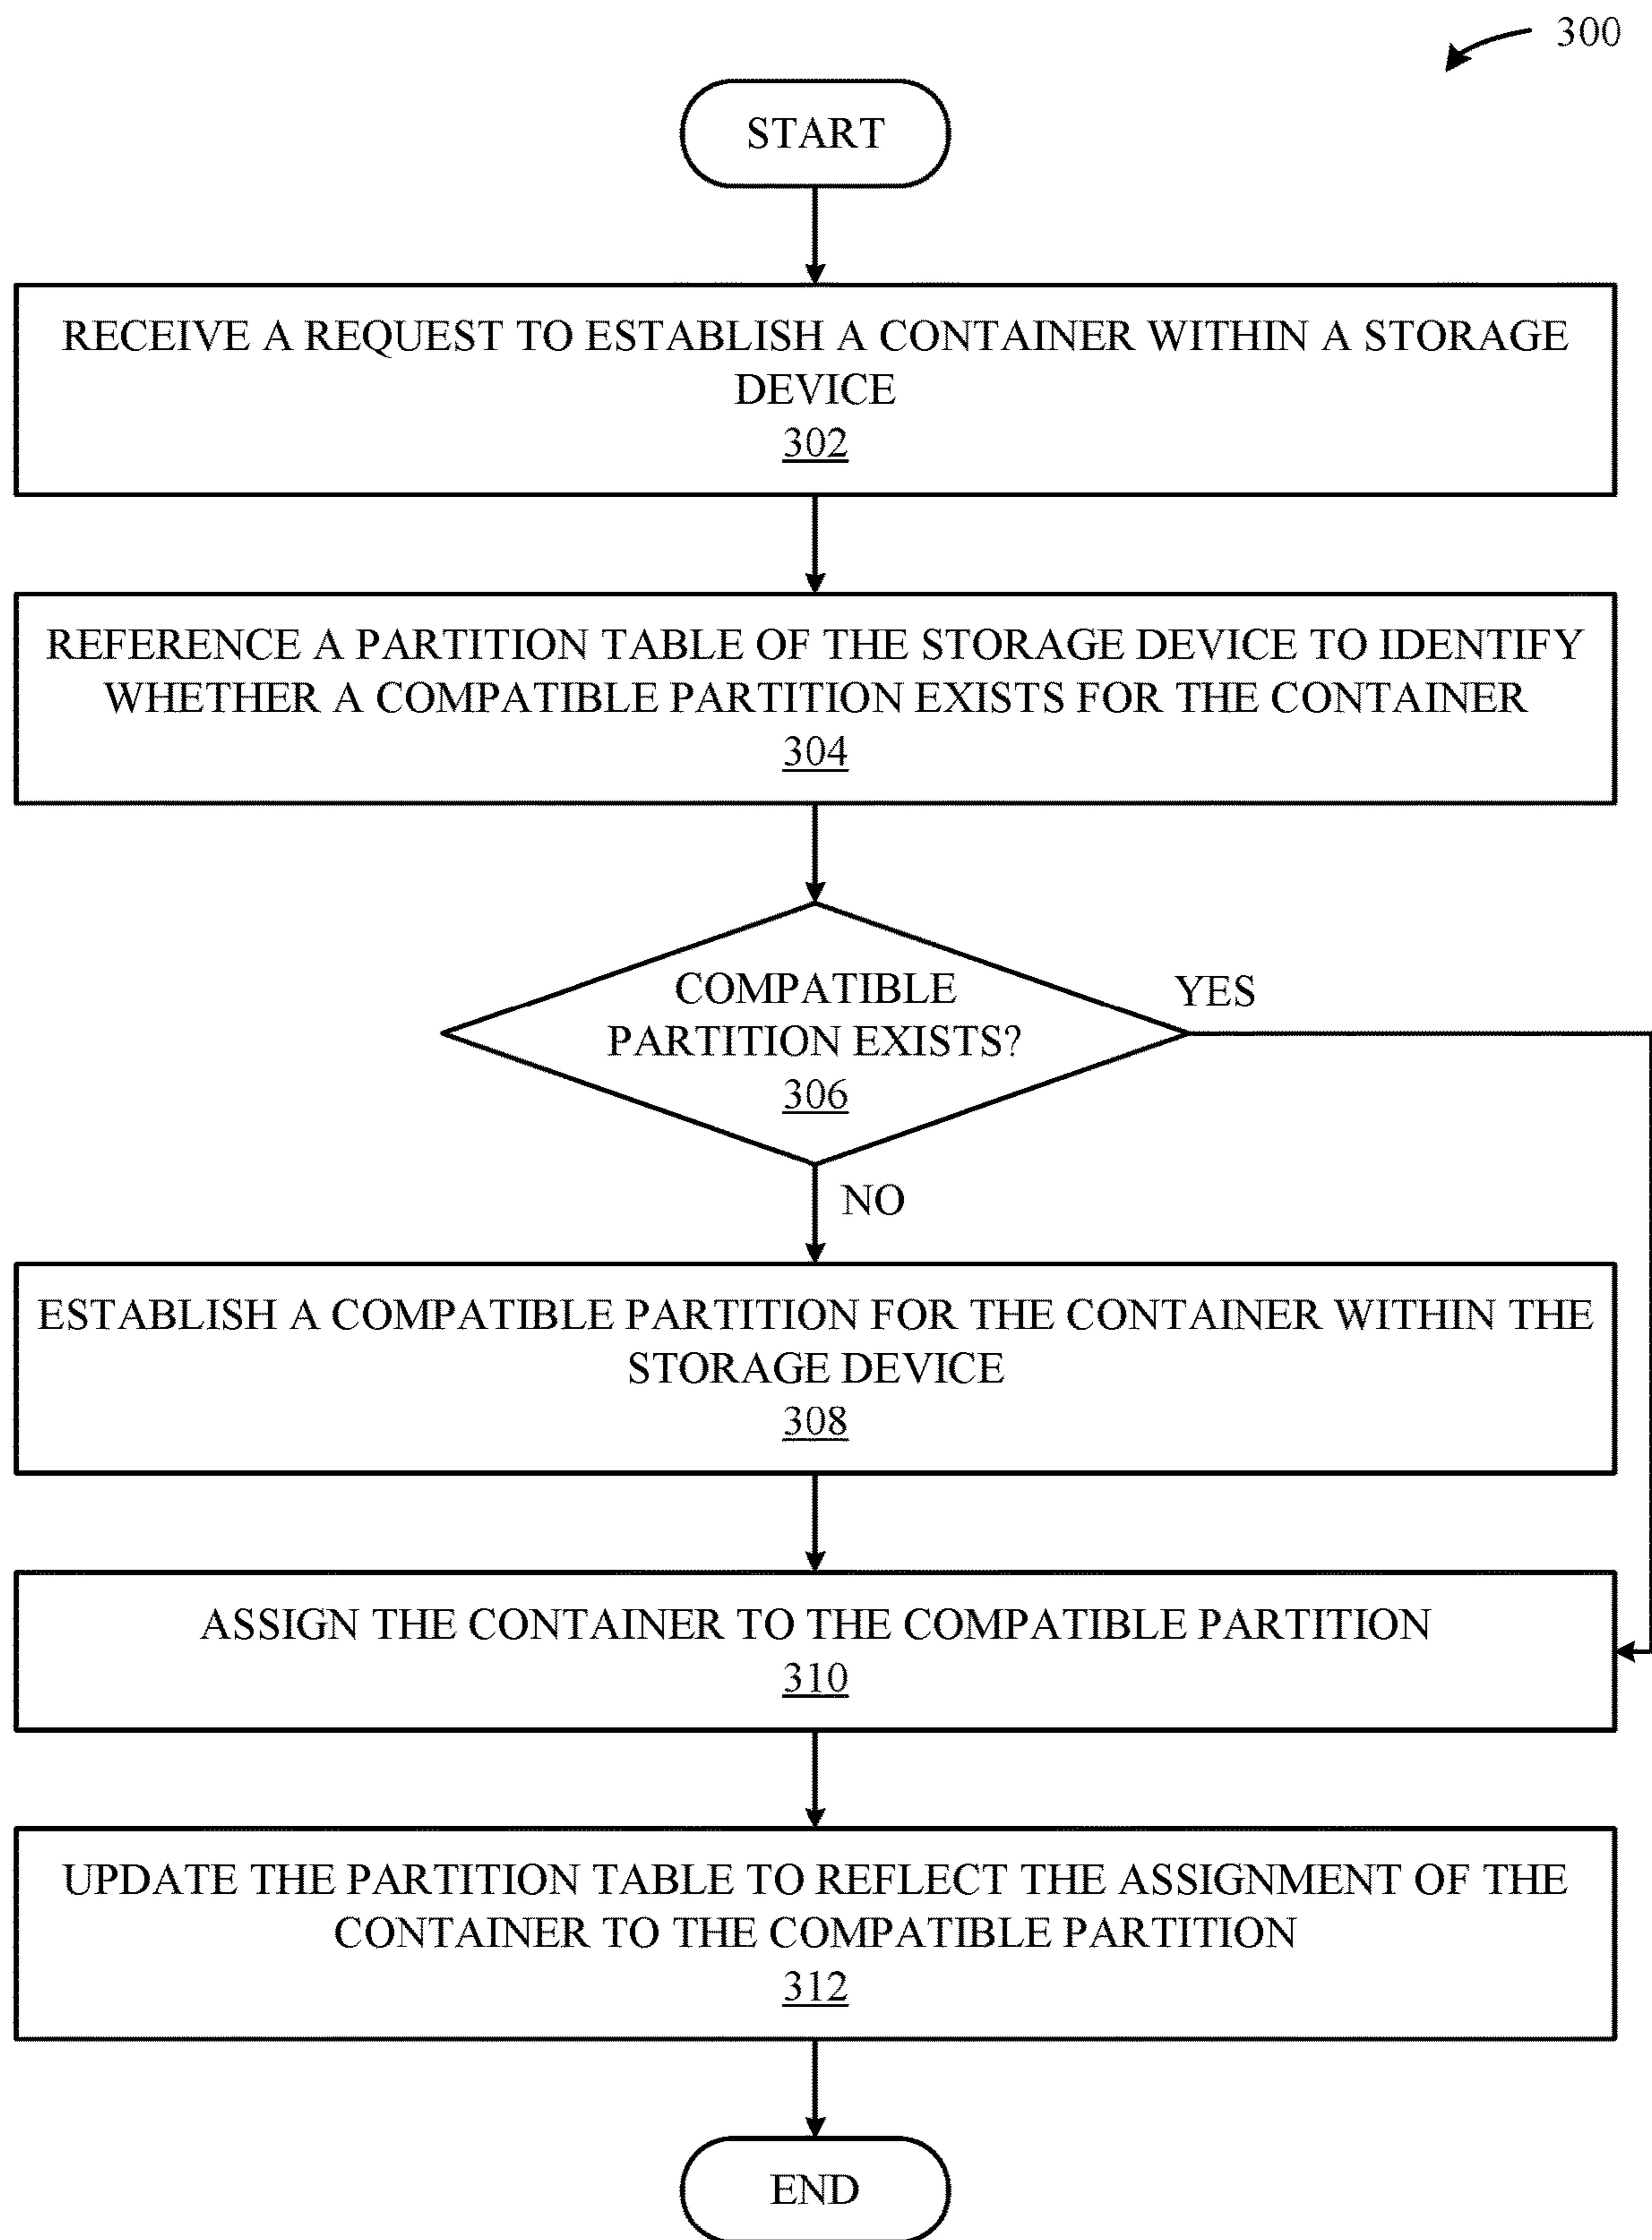 300
START
RECEIVE A REQUEST TO ESTABLISH A CONTAINER WITHIN A STORAGE
DEVICE
302
REFERENCE A PARTITION TABLE OF THE STORAGE DEVICE TO IDENTIFY
WHETHER A COMPATIBLE PARTITION EXISTS FOR THE CONTAINER
304
COMPATIBLE
PARTITION EXISTS?
306
YES
NO
ESTABLISH A COMPATIBLE PARTITION FOR THE CONTAINER WITHIN THE
STORAGE DEVICE
308
ASSIGN THE CONTAINER TO THE COMPATIBLE PARTITION
310
UPDATE THE PARTITION TABLE TO REFLECT THE ASSIGNMENT OF THE
CONTAINER TO THE COMPATIBLE PARTITION
312
END